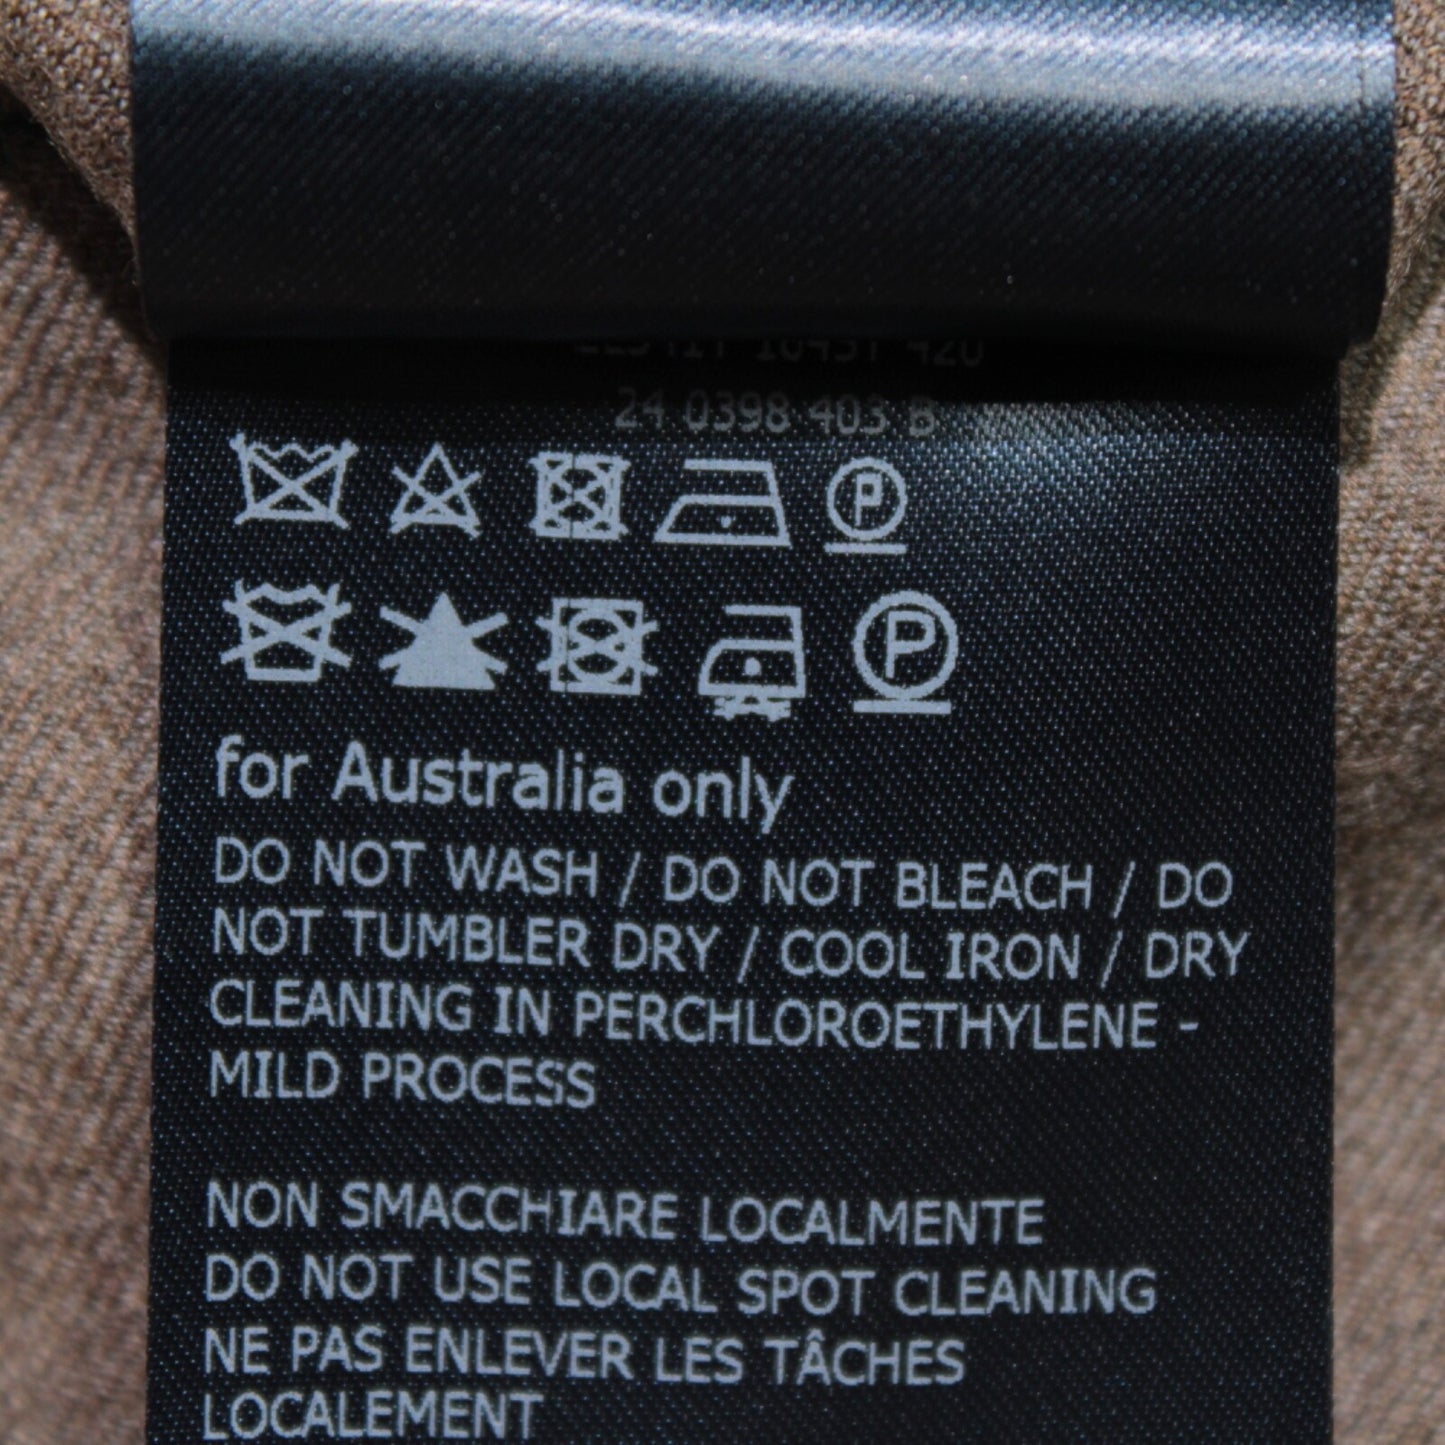 24 0398 403 B
for Australia only
DO NOT WASH / DO NOT BLEACH / DO
NOT TUMBLER DRY / COOL IRON / DRY
CLEANING IN PERCHLOROETHYLENE -
MILD PROCESS
NON SMACCHIARE LOCALMENTE
DO NOT USE LOCAL SPOT CLEANING
NE PAS ENLEVER LES TÂCHES
LOCALEMENT